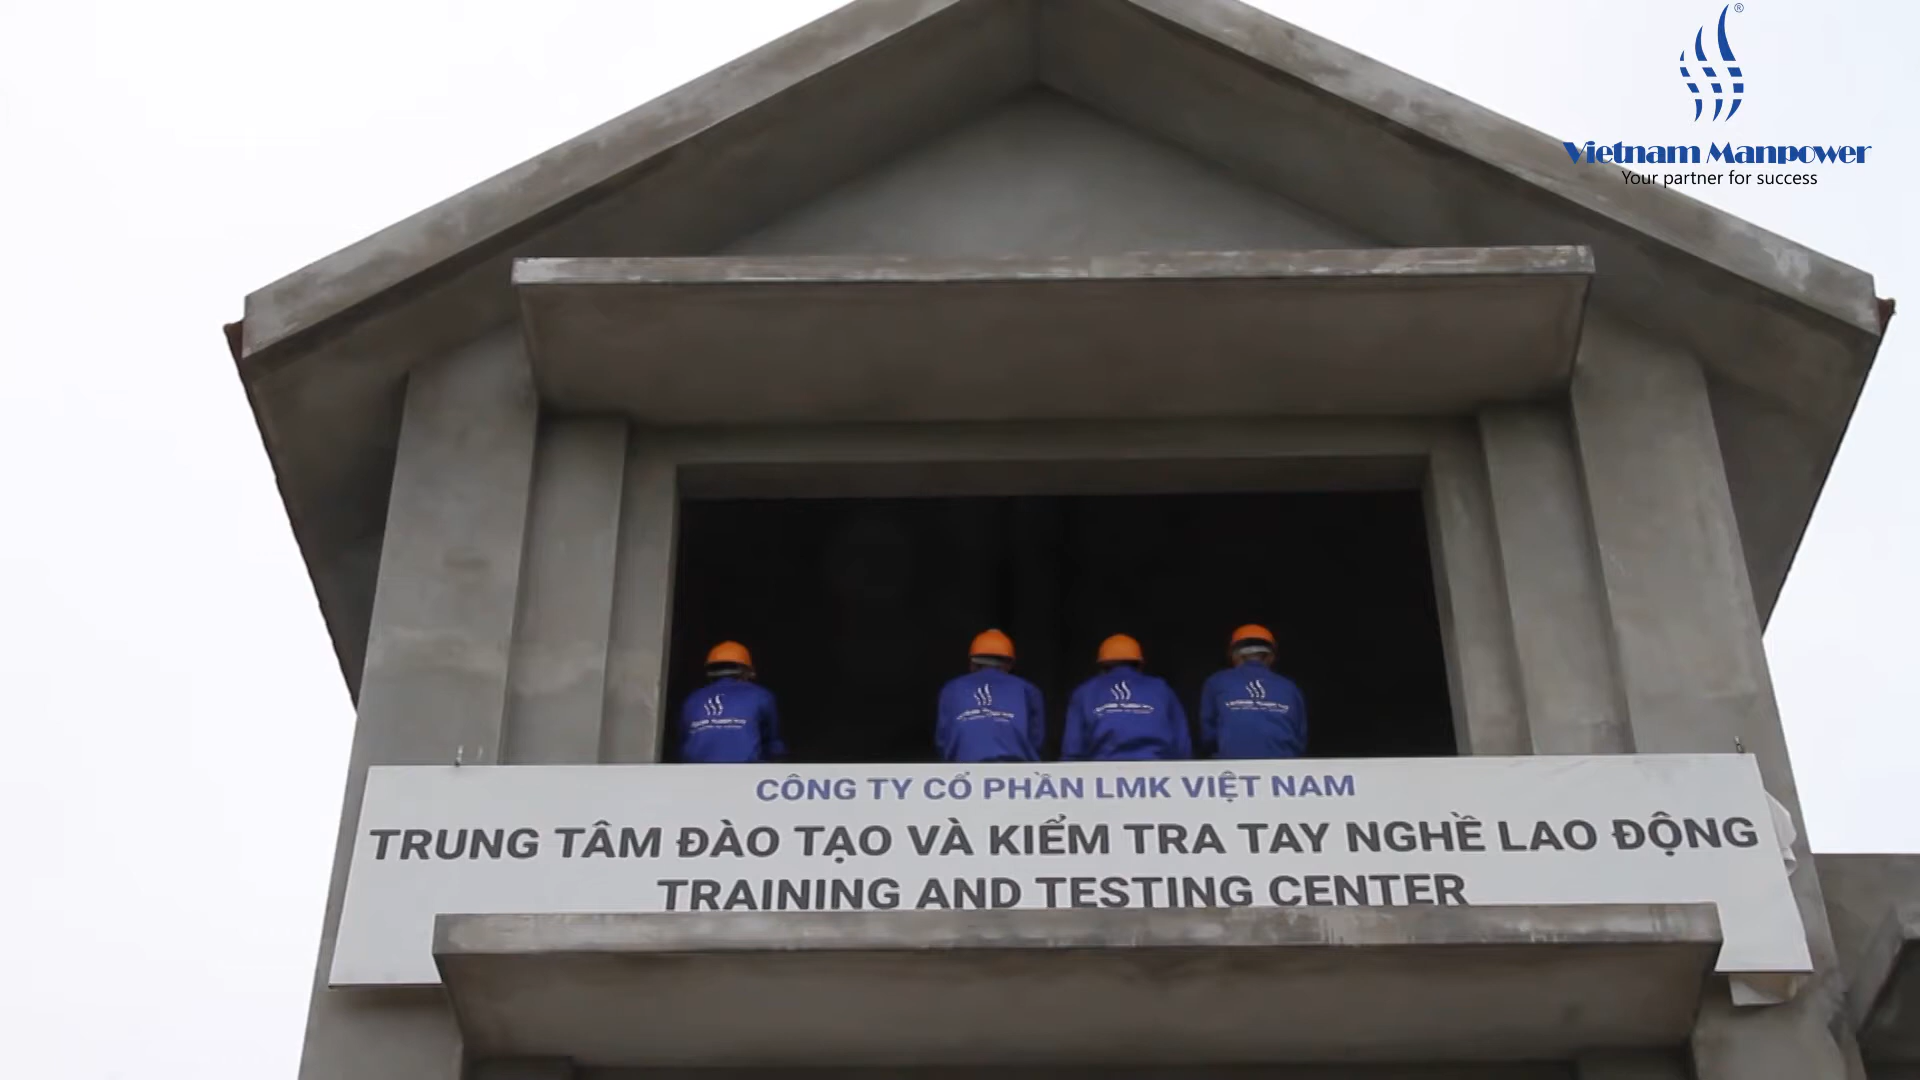 ®
Vietnam Manpower
Your partner for success
CÔNG TY CỔ PHẦN LMK VIỆT NAM
TRUNG TÂM ĐÀO TẠO VÀ KIỂM TRA TAY NGHỀ LAO ĐỘNG
TRAINING AND TESTING CENTER